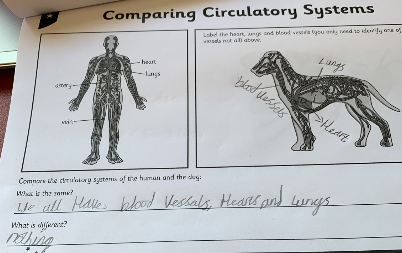 Comparing Circulatory Systems
Label the heart, lungs and blood vessels (you only need to identify one of
vessels not all) above.
heart
lungs
artery
vein
Lungs
blood vessels
Heart
Compare the circulatory systems of the human and the dog:
What is the same?
We all Have blood Vessals, Hearts and Lungs
What is different?
nothing